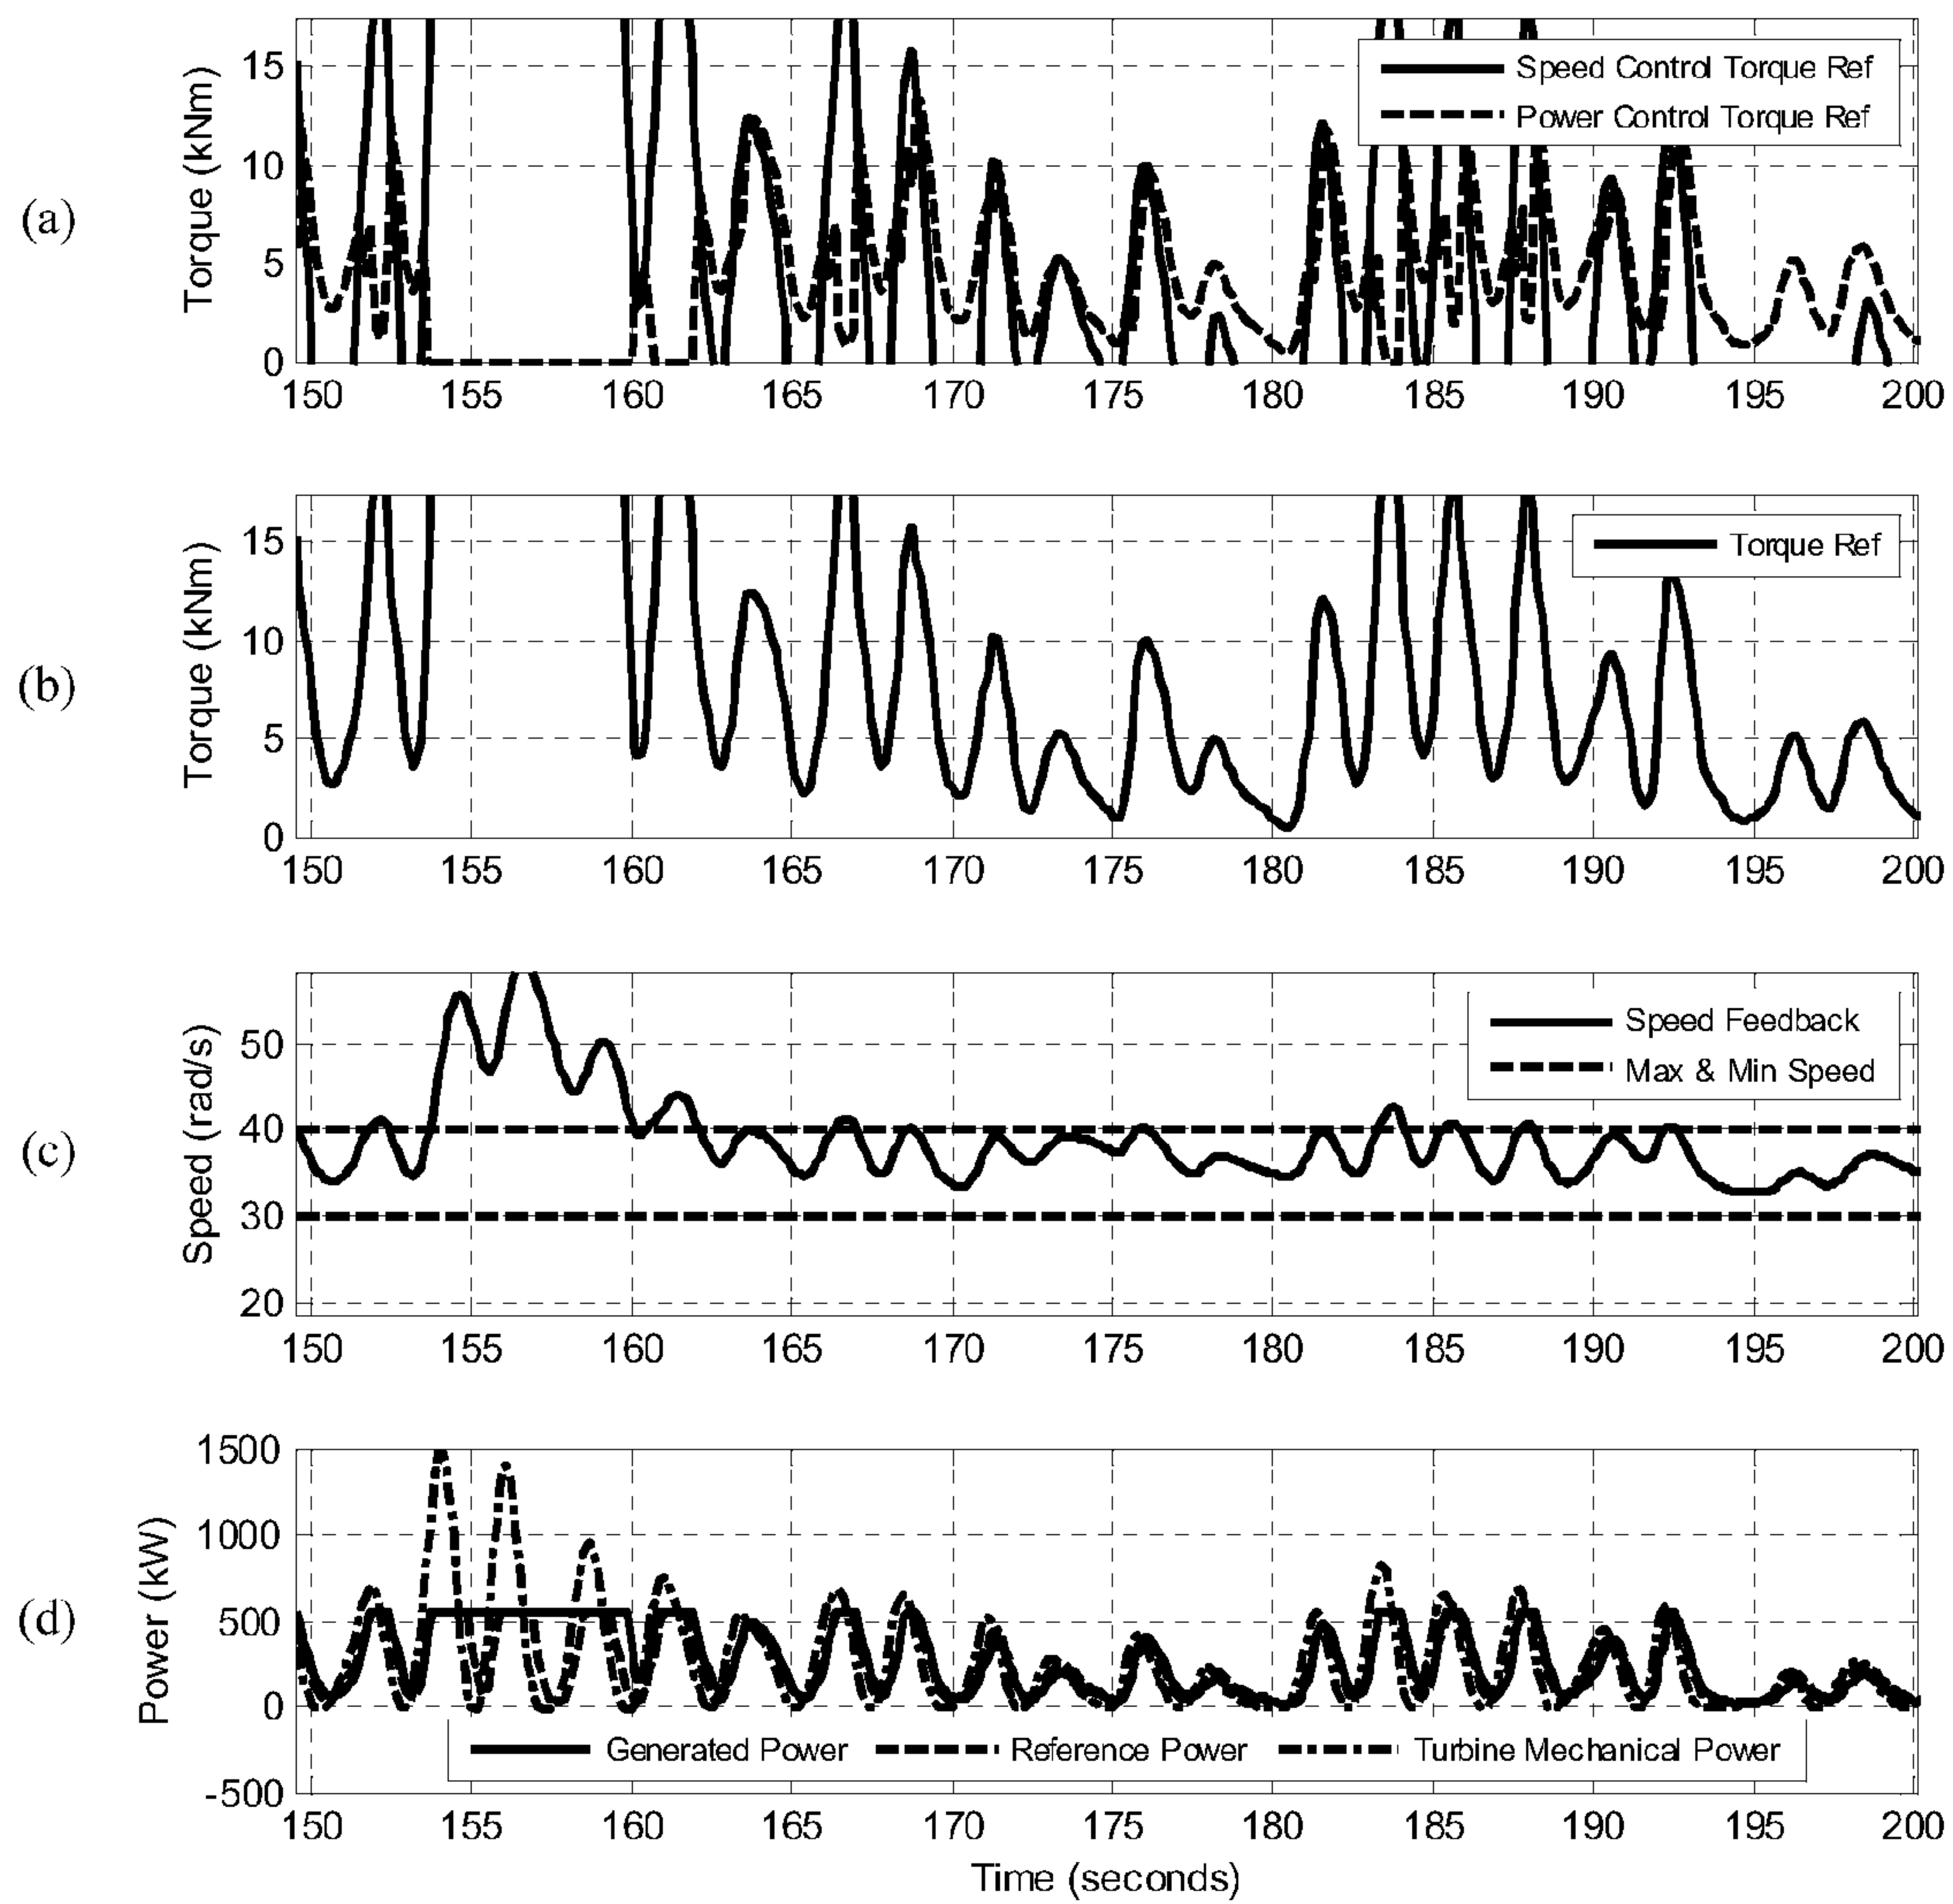 (a)
Torque (kNm)
15
10
5
0
Speed Control Torque Ref
Power Control Torque Ref
150 155 160 165 170 175 180 185 190 195 200
(b)
Torque (kNm)
15
10
5
0
Torque Ref
150 155 160 165 170 175 180 185 190 195 200
(c)
Speed (rad/s)
50
40
30
20
Speed Feedback
Max & Min Speed
150 155 160 165 170 175 180 185 190 195 200
(d)
Power (kW)
1500
1000
500
0
-500
Generated Power Reference Power Turbine Mechanical Power
150 155 160 165 170 175 180 185 190 195 200
Time (seconds)